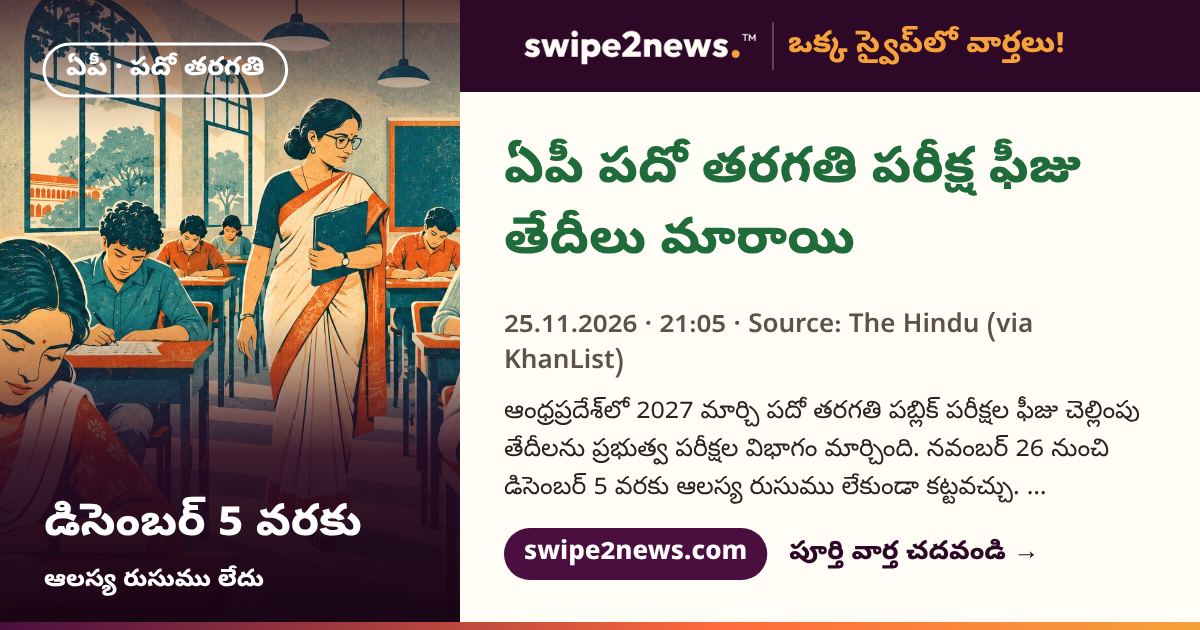 ఏపీ · పదో తరగతి
డిసెంబర్ 5 వరకు
ఆలస్య రుసుము లేదు
swipe2news.™
ఒక్క స్వైప్‌లో వార్తలు!
ఏపీ పదో తరగతి పరీక్ష ఫీజు
తేదీలు మారాయి
25.11.2026 · 21:05 · Source: The Hindu (via
KhanList)
ఆంధ్రప్రదేశ్‌లో 2027 మార్చి పదో తరగతి పబ్లిక్ పరీక్షల ఫీజు చెల్లింపు
తేదీలను ప్రభుత్వ పరీక్షల విభాగం మార్చింది. నవంబర్ 26 నుంచి
డిసెంబర్ 5 వరకు ఆలస్య రుసుము లేకుండా కట్టవచ్చు. ...
swipe2news.com
పూర్తి వార్త చదవండి →